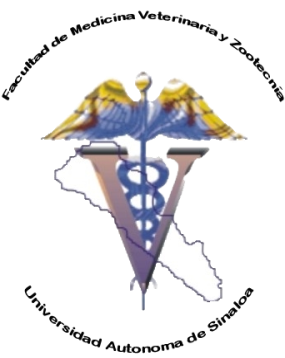 Facultad de Medicina Veterinaria y Zootecnia
V
Universidad Autonoma de Sinaloa